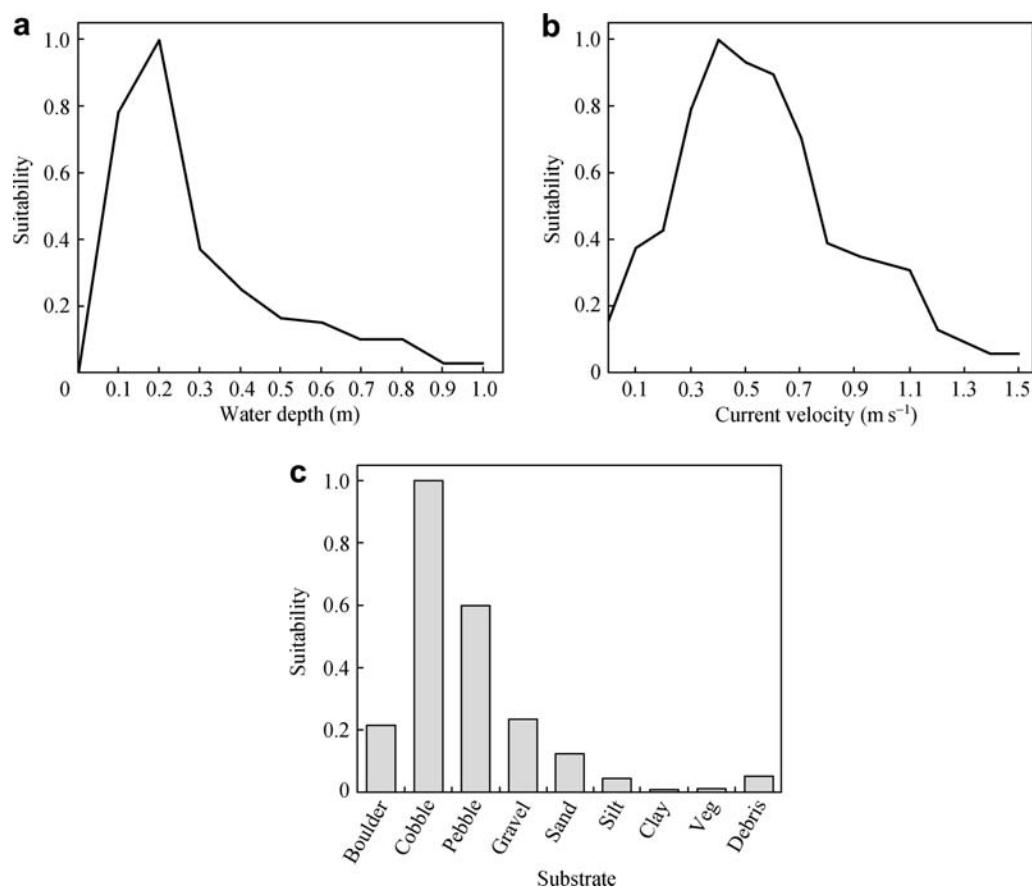 a
1.0
0.8
0.6
0.4
0.2
0
Suitability
0.1 0.2 0.3 0.4 0.5 0.6 0.7 0.8 0.9 1.0
Water depth (m)
b
1.0
0.8
0.6
0.4
0.2
0
Suitability
0.1 0.3 0.4 0.5 0.7 0.9 1.1 1.3 1.5
Current velocity (m s⁻¹)
c
1.0
0.8
0.6
0.4
0.2
0
Suitability
Boulder
Cobble
Pebble
Gravel
Sand
Silt
Clay
Veg
Debris
Substrate